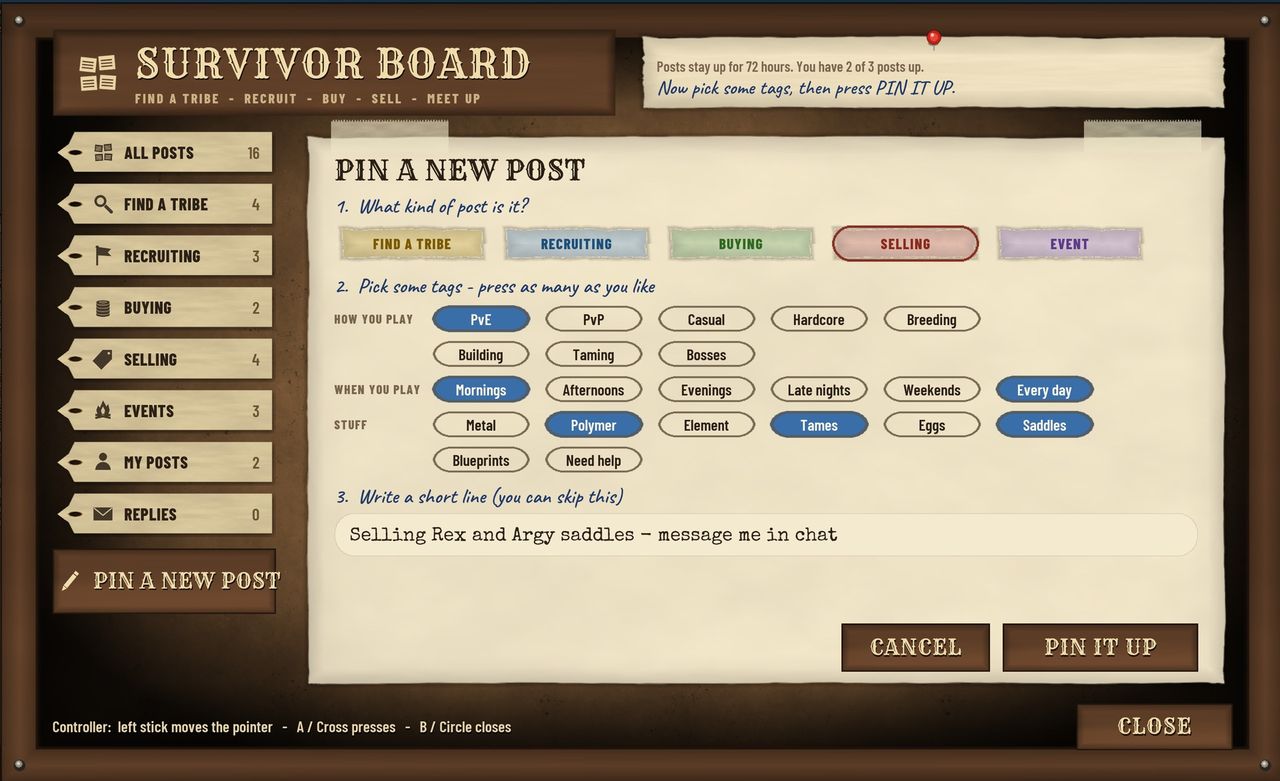 SURVIVOR BOARD
FIND A TRIBE - RECRUIT - BUY - SELL - MEET UP
Posts stay up for 72 hours. You have 2 of 3 posts up.
Now pick some tags, then press PIN IT UP.
ALL POSTS 16
FIND A TRIBE 4
RECRUITING 3
BUYING 2
SELLING 4
EVENTS 3
MY POSTS 2
REPLIES 0
PIN A NEW POST
PIN A NEW POST
1. What kind of post is it?
FIND A TRIBE RECRUITING BUYING SELLING EVENT
2. Pick some tags - press as many as you like
HOW YOU PLAY PvE PvP Casual Hardcore Breeding
Building Taming Bosses
WHEN YOU PLAY Mornings Afternoons Evenings Late nights Weekends Every day
STUFF Metal Polymer Element Tames Eggs Saddles
Blueprints Need help
3. Write a short line (you can skip this)
Selling Rex and Argy saddles - message me in chat
CANCEL PIN IT UP
Controller: left stick moves the pointer - A / Cross presses - B / Circle closes
CLOSE